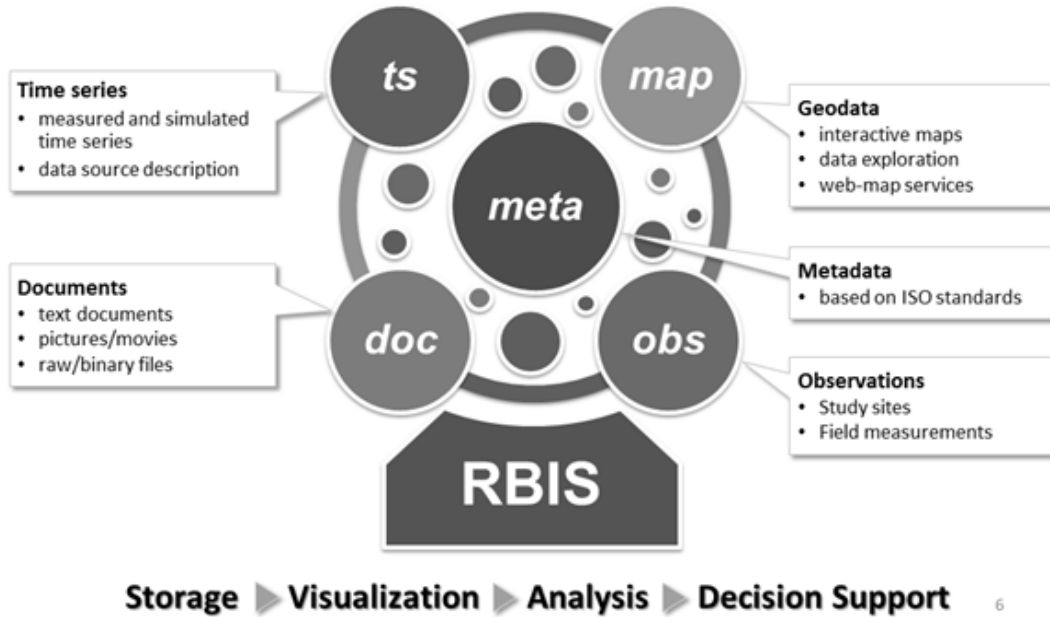 ts
map
meta
doc
obs
RBIS
Time series
• measured and simulated
time series
• data source description
Documents
• text documents
• pictures/movies
• raw/binary files
Geodata
• interactive maps
• data exploration
• web-map services
Metadata
• based on ISO standards
Observations
• Study sites
• Field measurements
Storage Visualization Analysis Decision Support
6